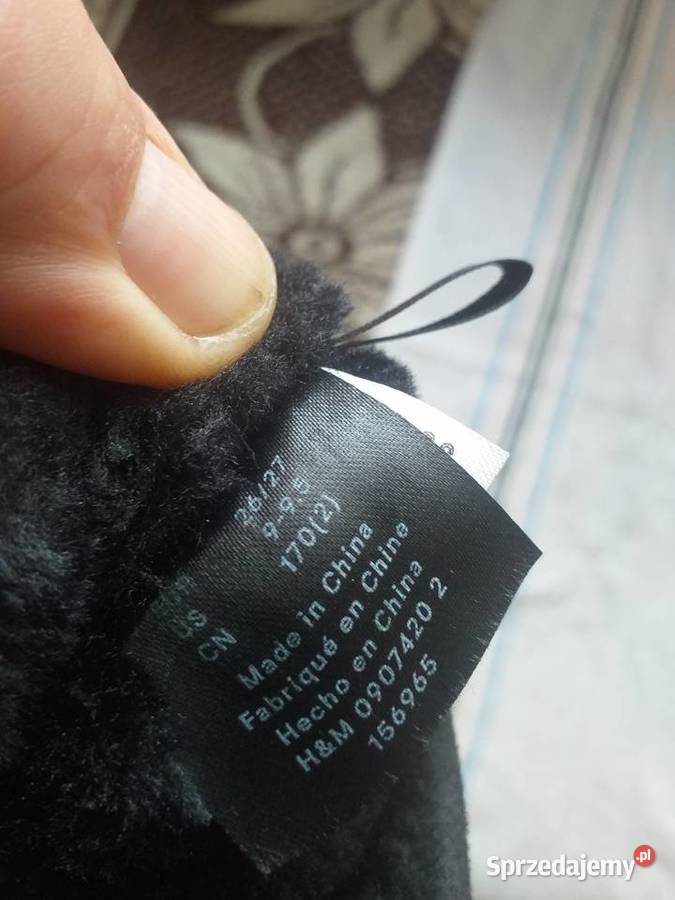 26/27
US 9-9.5
CN 170(2)
Made in China
Fabriqué en Chine
Hecho en China
H&M 0907420 2
156965
Sprzedajemy.pl